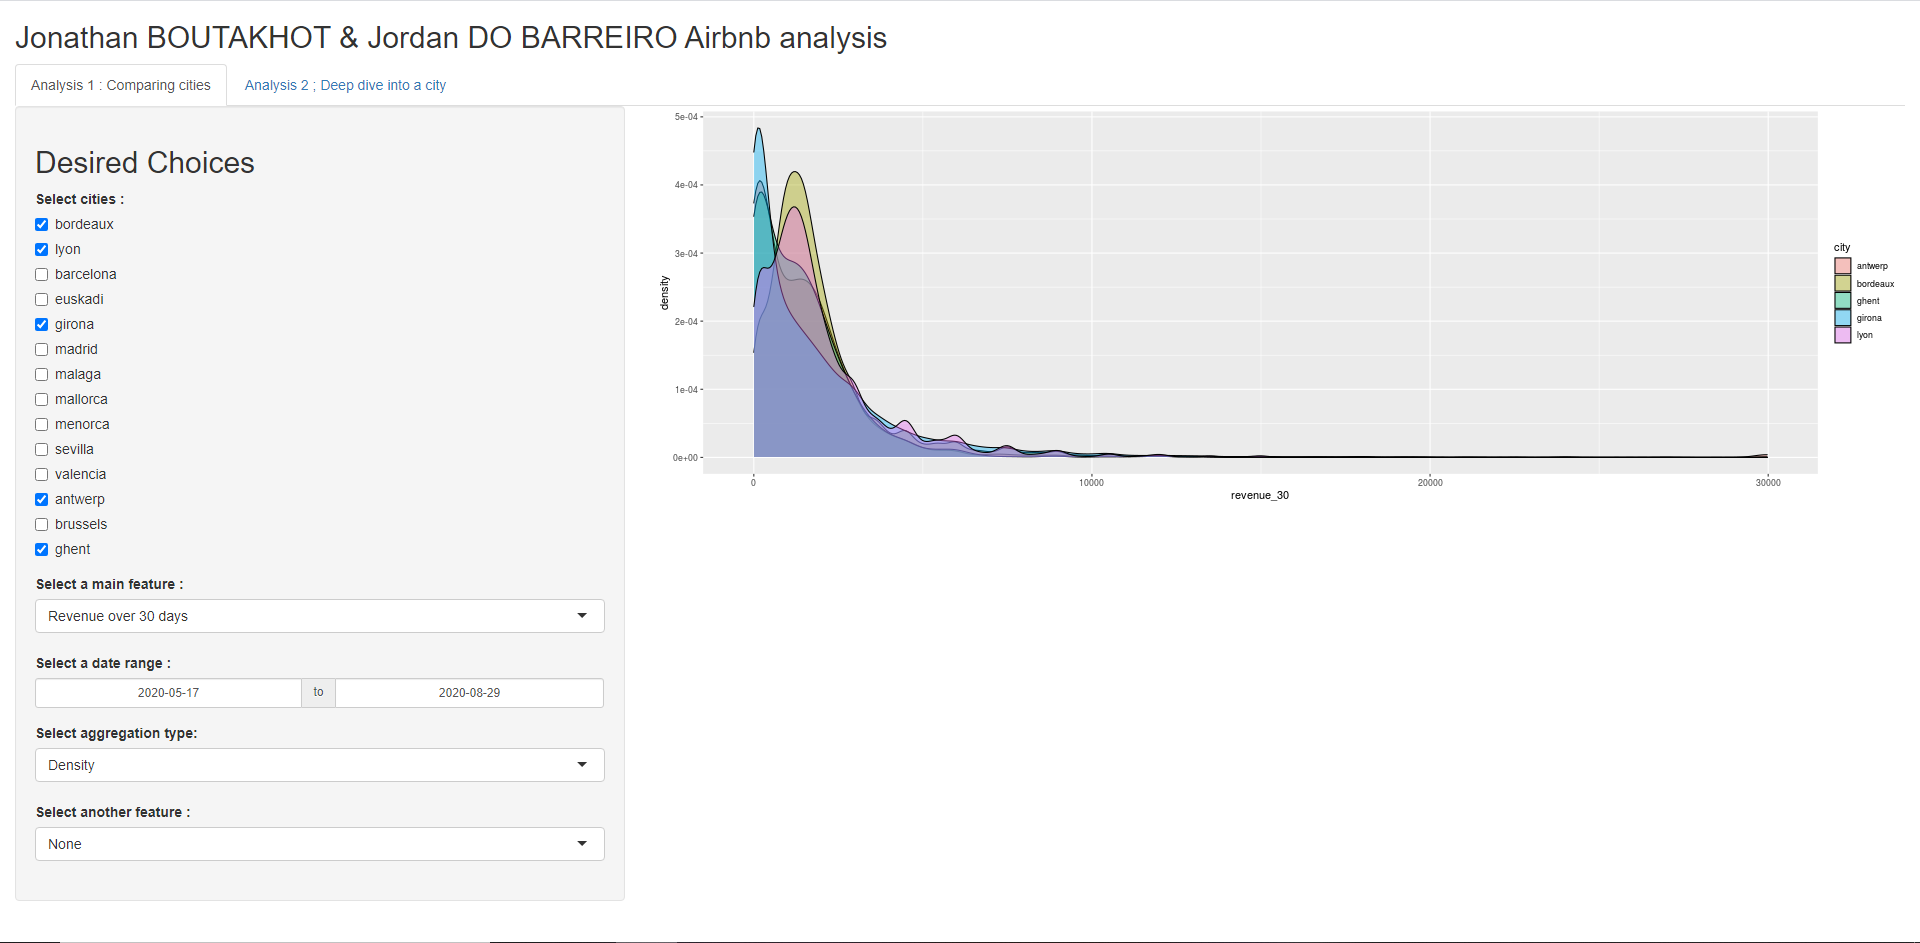 Jonathan BOUTAKHOT & Jordan DO BARREIRO Airbnb analysis
Analysis 1 : Comparing cities
Analysis 2 ; Deep dive into a city
Desired Choices
Select cities :
bordeaux
lyon
barcelona
euskadi
girona
madrid
malaga
mallorca
menorca
sevilla
valencia
antwerp
brussels
ghent
Select a main feature :
Revenue over 30 days
Select a date range :
2020-05-17 to 2020-08-29
Select aggregation type:
Density
Select another feature :
None
5e-04
4e-04
3e-04
2e-04
1e-04
0e+00
density
0 10000 20000 30000
revenue_30
city
antwerp
bordeaux
ghent
girona
lyon